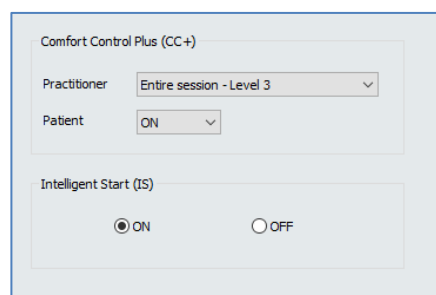 Comfort Control Plus (CC+)
Practitioner Entire session - Level 3
Patient ON
Intelligent Start (IS)
ON OFF